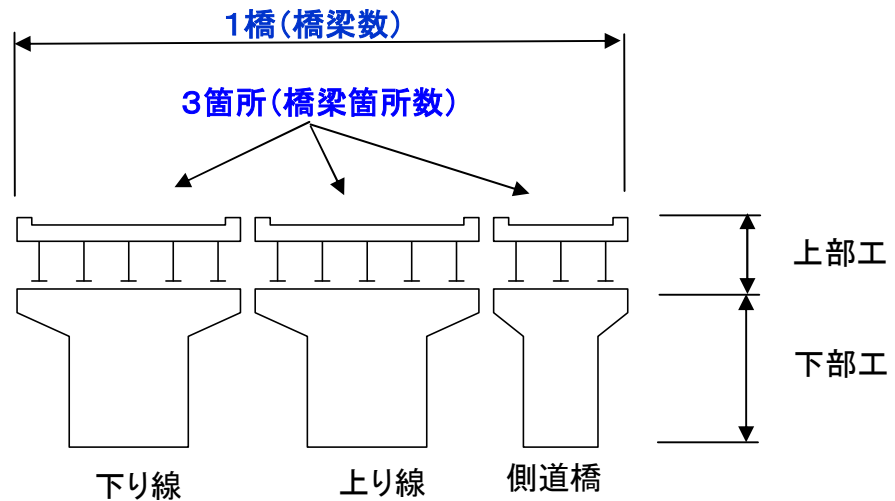 1橋(橋梁数)
3箇所(橋梁箇所数)
上部工
下部工
下り線
上り線
側道橋